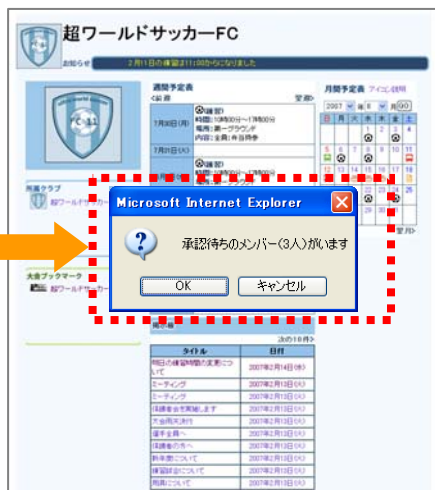 超ワールドサッカーFC
お知らせ
2月11日の練習は11:00からになりました
週間予定表
<前週
翌週>
7月30日(月)
(練習)
時間:10時00分～17時00分
場所:第一グラウンド
内容:全員:弁当持参
7月31日(火)
(練習)
月間予定表 アイコン説明
2007 年 8 月 GO
日 月 火 水 木 金 土
1 2 3 4
5 6 7 8 9 10 11
12 13 14 15 16 17 18
22 23 24 25
29 30 31
翌月>
FC-11
所属クラブ
超ワールドサッカー
Microsoft Internet Explorer
承認待ちのメンバー(3人)がいます
OK
キャンセル
大会ブックマーク
超ワールドサッカー
掲示板
次の10件>
タイトル 日付
明日の練習時間の変更について 2007年2月14日(水)
ミーティング 2007年2月13日(火)
ミーティング 2007年2月13日(火)
保護者会を実施します 2007年2月13日(火)
大会雨天決行 2007年2月13日(火)
選手全員へ 2007年2月13日(火)
保護者の方へ 2007年2月13日(火)
新年度について 2007年2月13日(火)
練習試合について 2007年2月13日(火)
用具について 2007年2月13日(火)